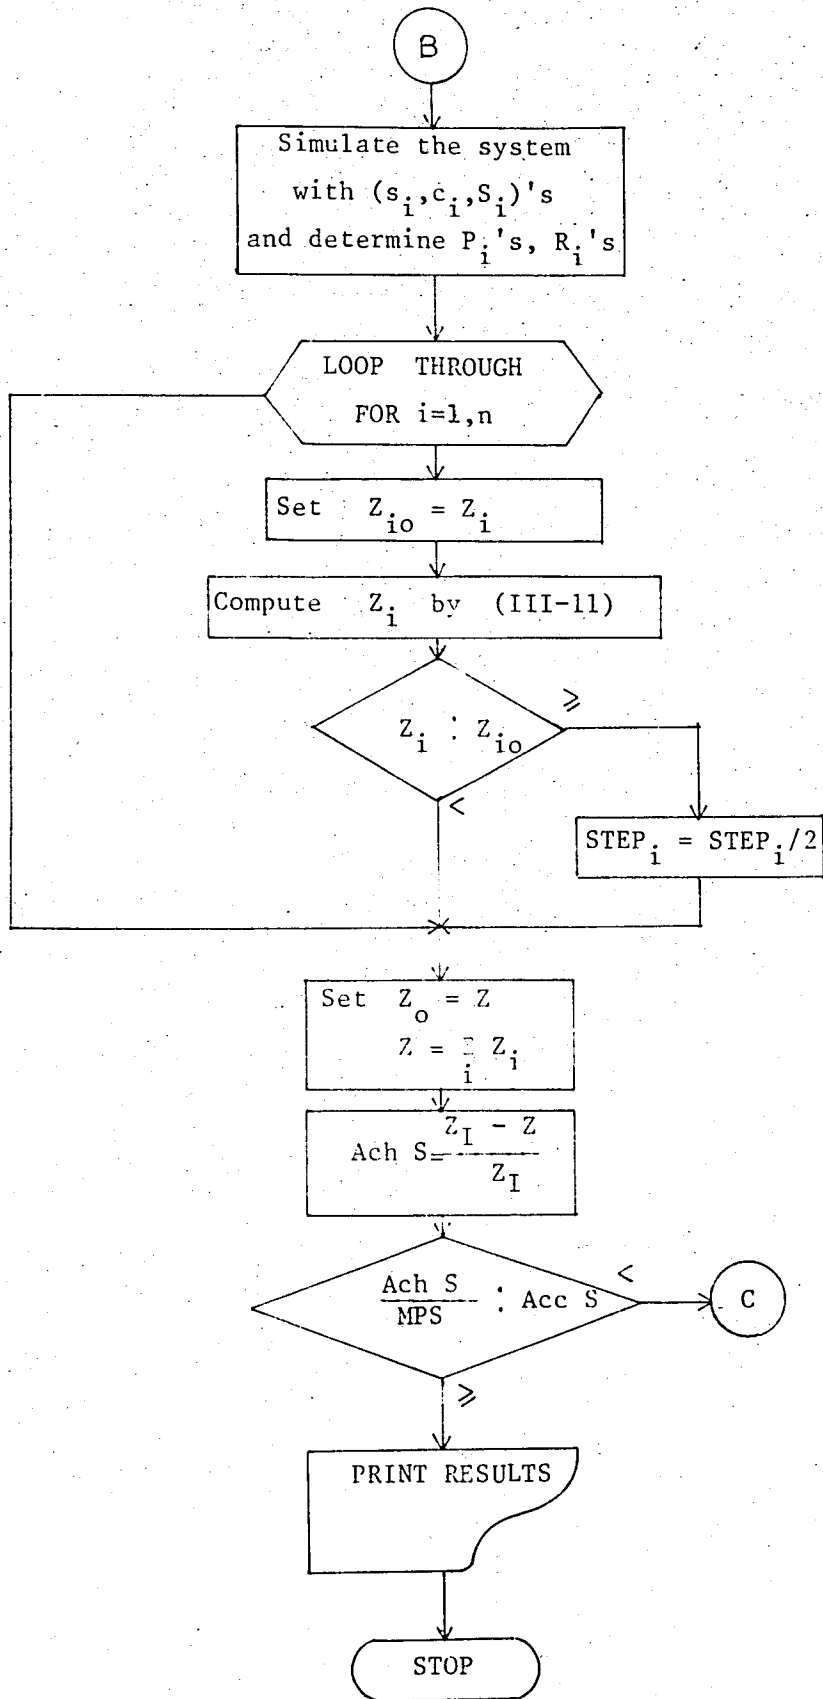 B
Simulate the system
with (s_i,c_i,S_i)'s
and determine P_i's, R_i's
LOOP THROUGH
FOR i=1,n
Set Z_io = Z_i
Compute Z_i by (III-11)
≥
Z_i : Z_io
<
STEP_i = STEP_i/2
Set Z_o = Z
Z = Σ_i Z_i
Ach S = (Z_I - Z) / Z_I
<
Ach S / MPS : Acc S
C
≥
PRINT RESULTS
STOP